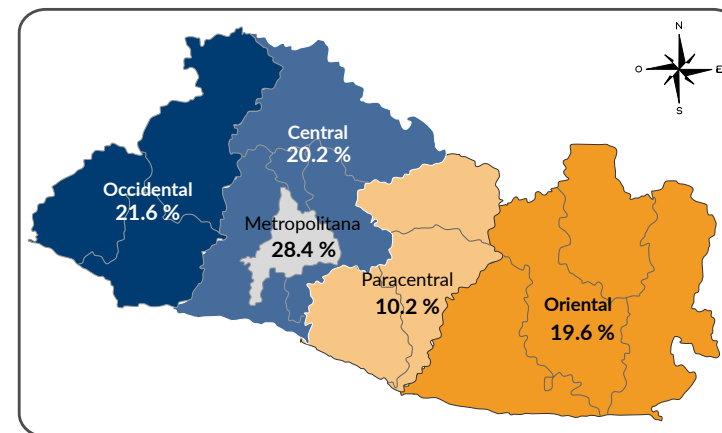 N
O
E
S
Central
20.2 %
Occidental
21.6 %
Metropolitana
28.4 %
Paracentral
10.2 %
Oriental
19.6 %